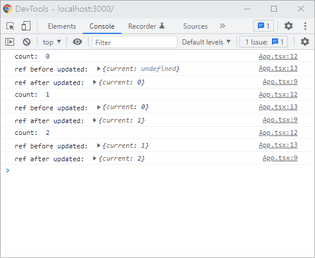 DevTools - localhost:3000/
Elements Console Recorder Sources » 1
top Filter Default levels 1 Issue: 1
count: 0 App.tsx:12
ref before updated: {current: undefined} App.tsx:13
ref after updated: {current: 0} App.tsx:9
count: 1 App.tsx:12
ref before updated: {current: 0} App.tsx:13
ref after updated: {current: 1} App.tsx:9
count: 2 App.tsx:12
ref before updated: {current: 1} App.tsx:13
ref after updated: {current: 2} App.tsx:9